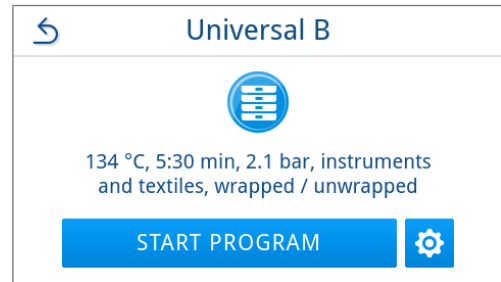 Universal B
134 °C, 5:30 min, 2.1 bar, instruments
and textiles, wrapped / unwrapped
START PROGRAM